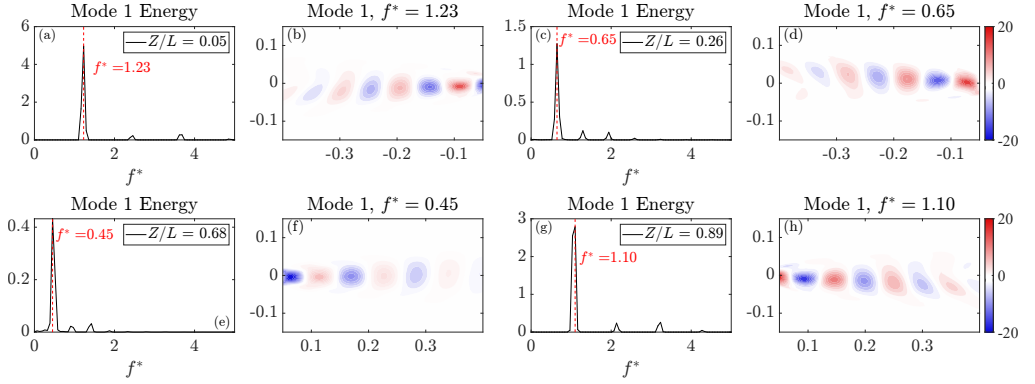 Mode 1 Energy
(a)
Z/L = 0.05
f* =1.23
6
4
2
0
0 2 4
f*
Mode 1, f* = 1.23
(b)
0.1
0
-0.1
-0.3 -0.2 -0.1
Mode 1 Energy
(c)
Z/L = 0.26
f* =0.65
1.5
1.0
0.5
0
0 2 4
f*
Mode 1, f* = 0.65
(d)
0.1
0
-0.1
-0.3 -0.2 -0.1
20
0
-20
Mode 1 Energy
Z/L = 0.68
f* =0.45
(e)
0.4
0.2
0
0 2 4
f*
Mode 1, f* = 0.45
(f)
0.1
0
-0.1
0.1 0.2 0.3
Mode 1 Energy
(g)
Z/L = 0.89
f* =1.10
3
2
1
0
0 2 4
f*
Mode 1, f* = 1.10
(h)
0.1
0
-0.1
0.1 0.2 0.3
20
0
-20